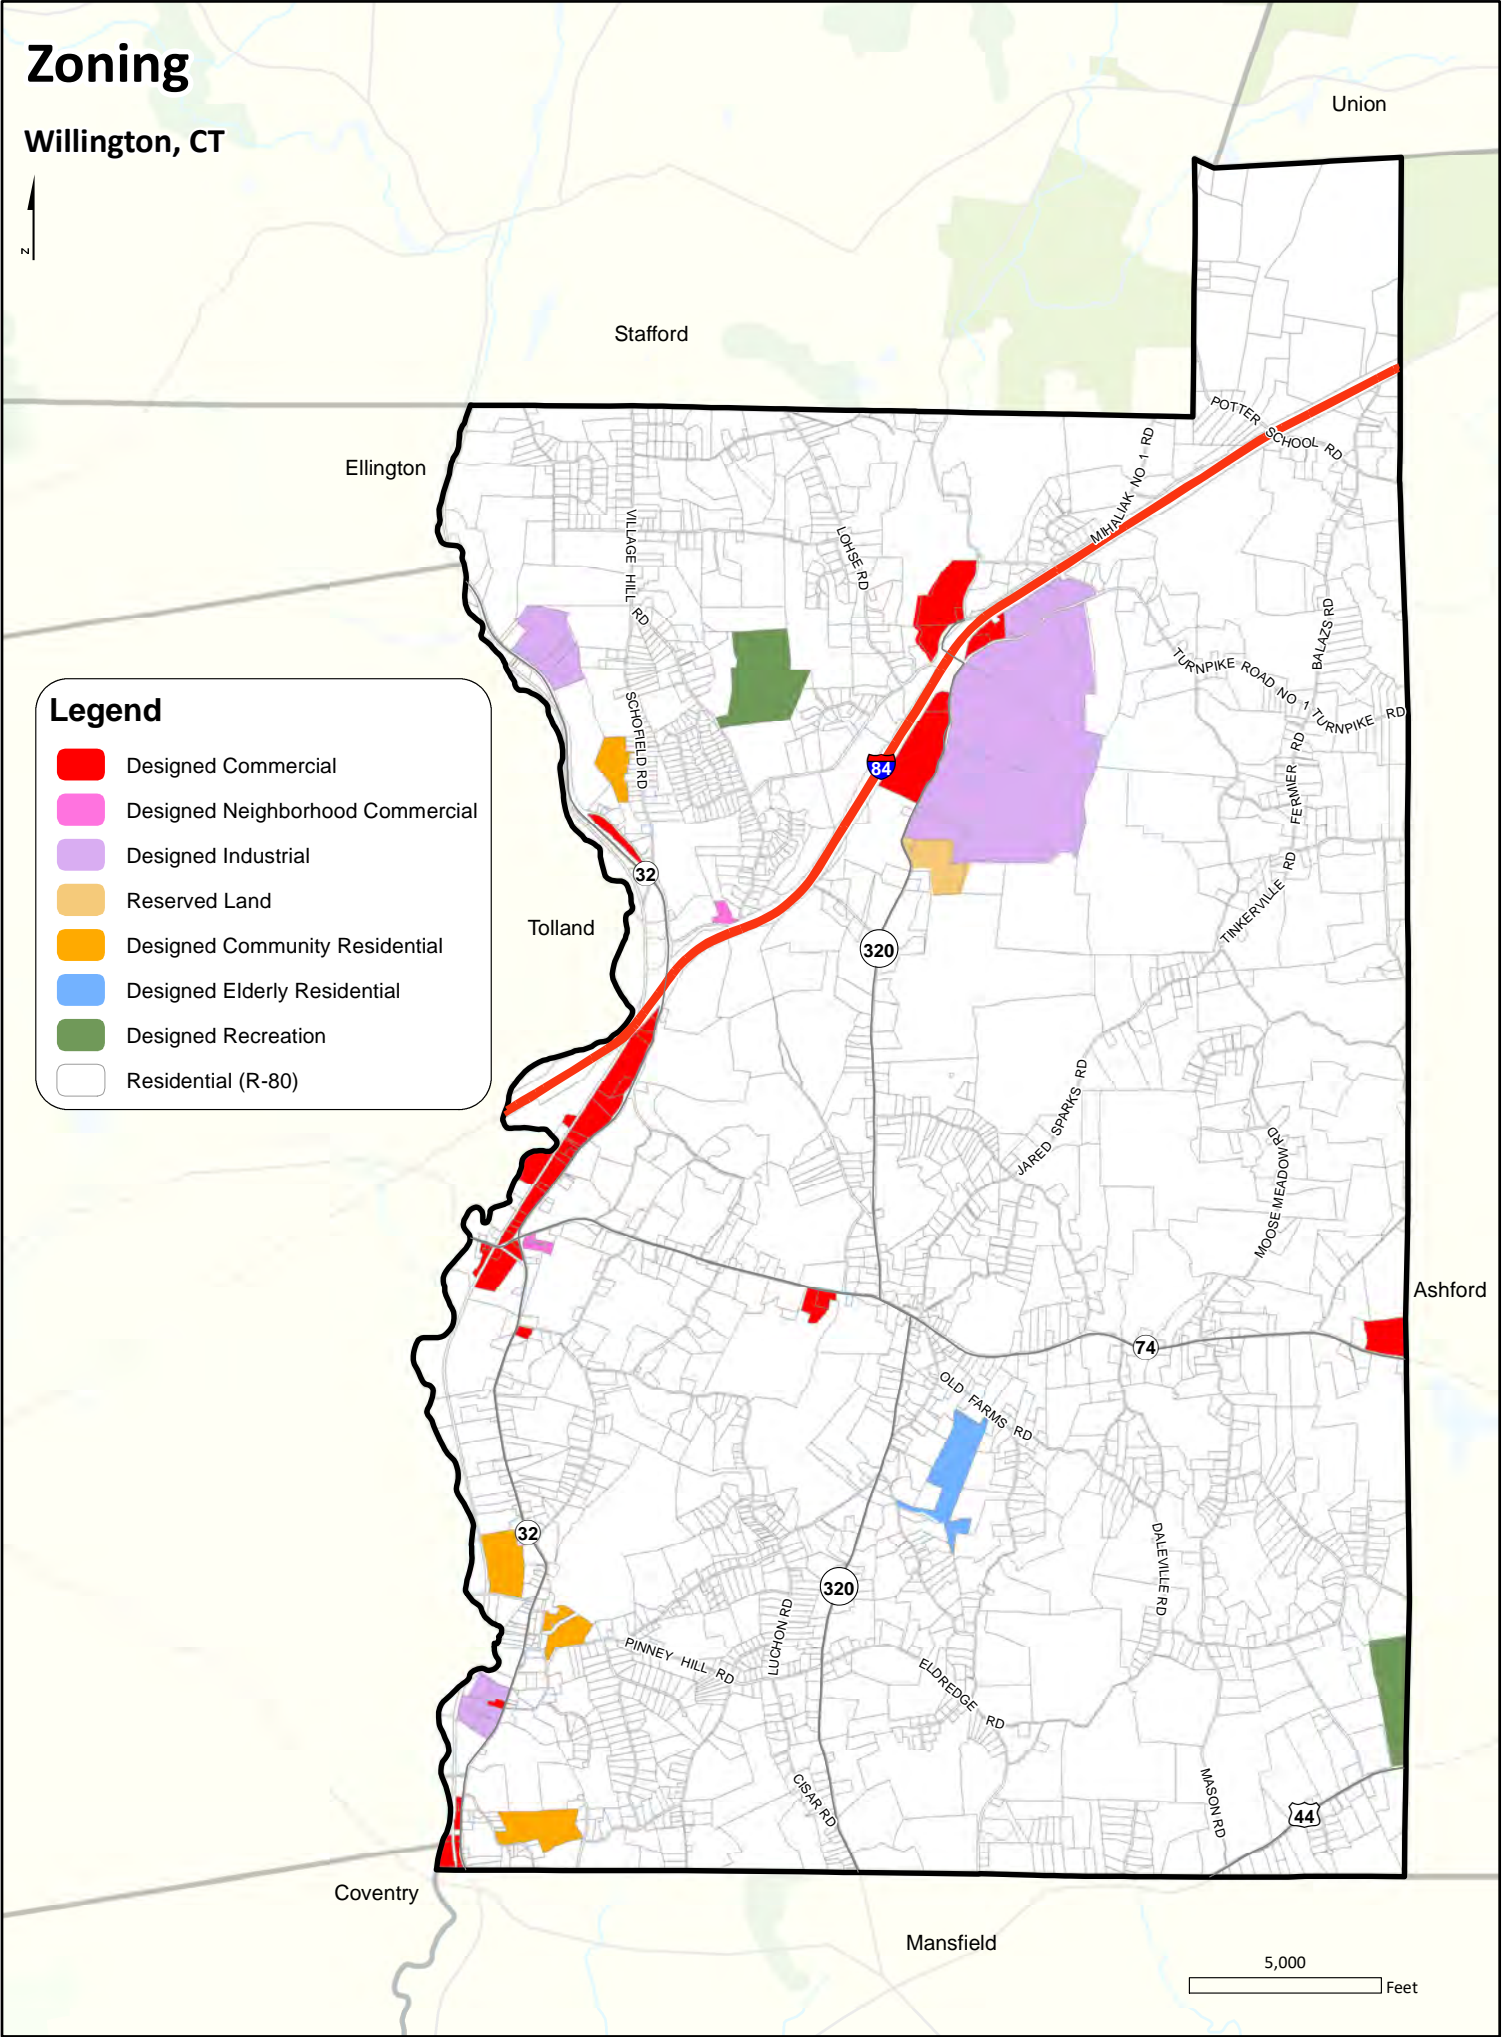 Zoning
Willington, CT
N
Union
Stafford
Ellington
POTTER SCHOOL RD
MIHALIAK NO 1 RD
VILLAGE HILL RD
LOHSE RD
BALAZS RD
TURNPIKE ROAD NO 1
TURNPIKE RD
SCHOFIELD RD
FERMIER RD
84
Legend
Designed Commercial
Designed Neighborhood Commercial
Designed Industrial
Reserved Land
Designed Community Residential
Designed Elderly Residential
Designed Recreation
Residential (R-80)
32
TINKERVILLE RD
Tolland
320
JARED SPARKS RD
MOOSE MEADOW RD
Ashford
74
OLD FARMS RD
32
DALEVILLE RD
320
LUCHON RD
PINNEY HILL RD
ELDREDGE RD
CISAR RD
MASON RD
44
Coventry
Mansfield
5,000
Feet